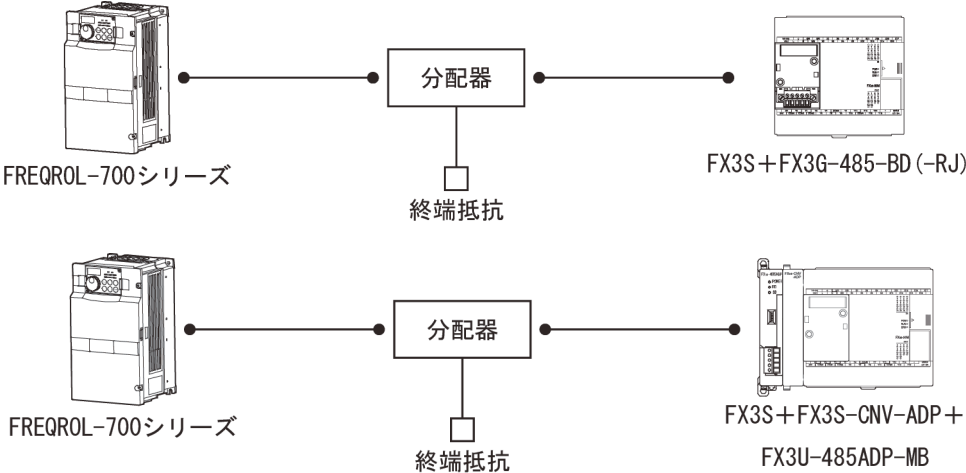 分配器
FREQROL-700シリーズ
終端抵抗
FX3S＋FX3G-485-BD(-RJ)
分配器
FREQROL-700シリーズ
終端抵抗
FX3S＋FX3S-CNV-ADP＋
FX3U-485ADP-MB